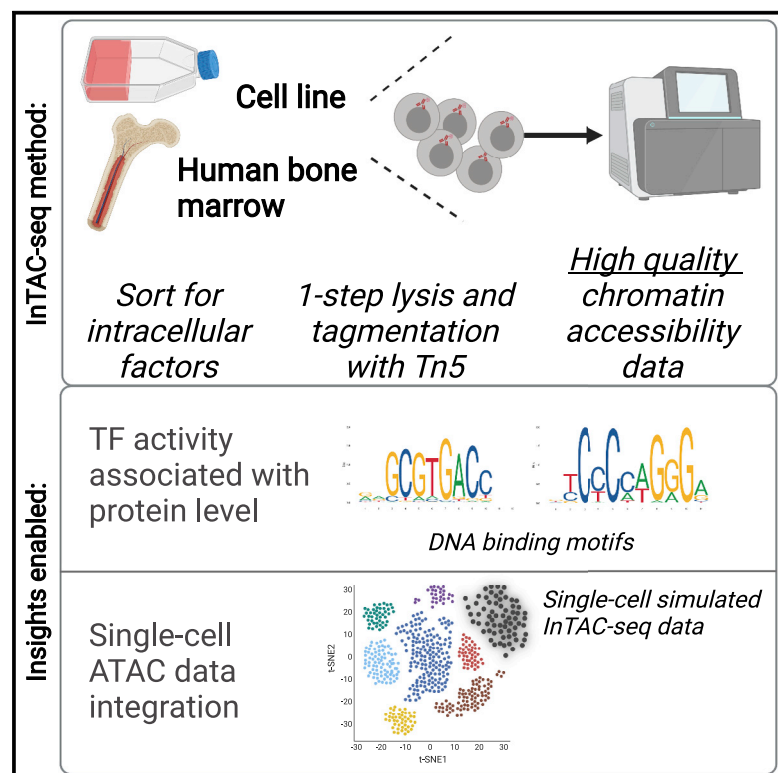 InTAC-seq method:
Cell line
Human bone
marrow
Sort for
intracellular
factors
1-step lysis and
tagmentation
with Tn5
High quality
chromatin
accessibility
data
Insights enabled:
TF activity
associated with
protein level
GCGTGACC
TCCCCAGGGA
DNA binding motifs
Single-cell
ATAC data
integration
t-SNE2
30
20
10
0
-10
-20
-30
-30 -20 -10 0 10 20 30
t-SNE1
Single-cell simulated
InTAC-seq data